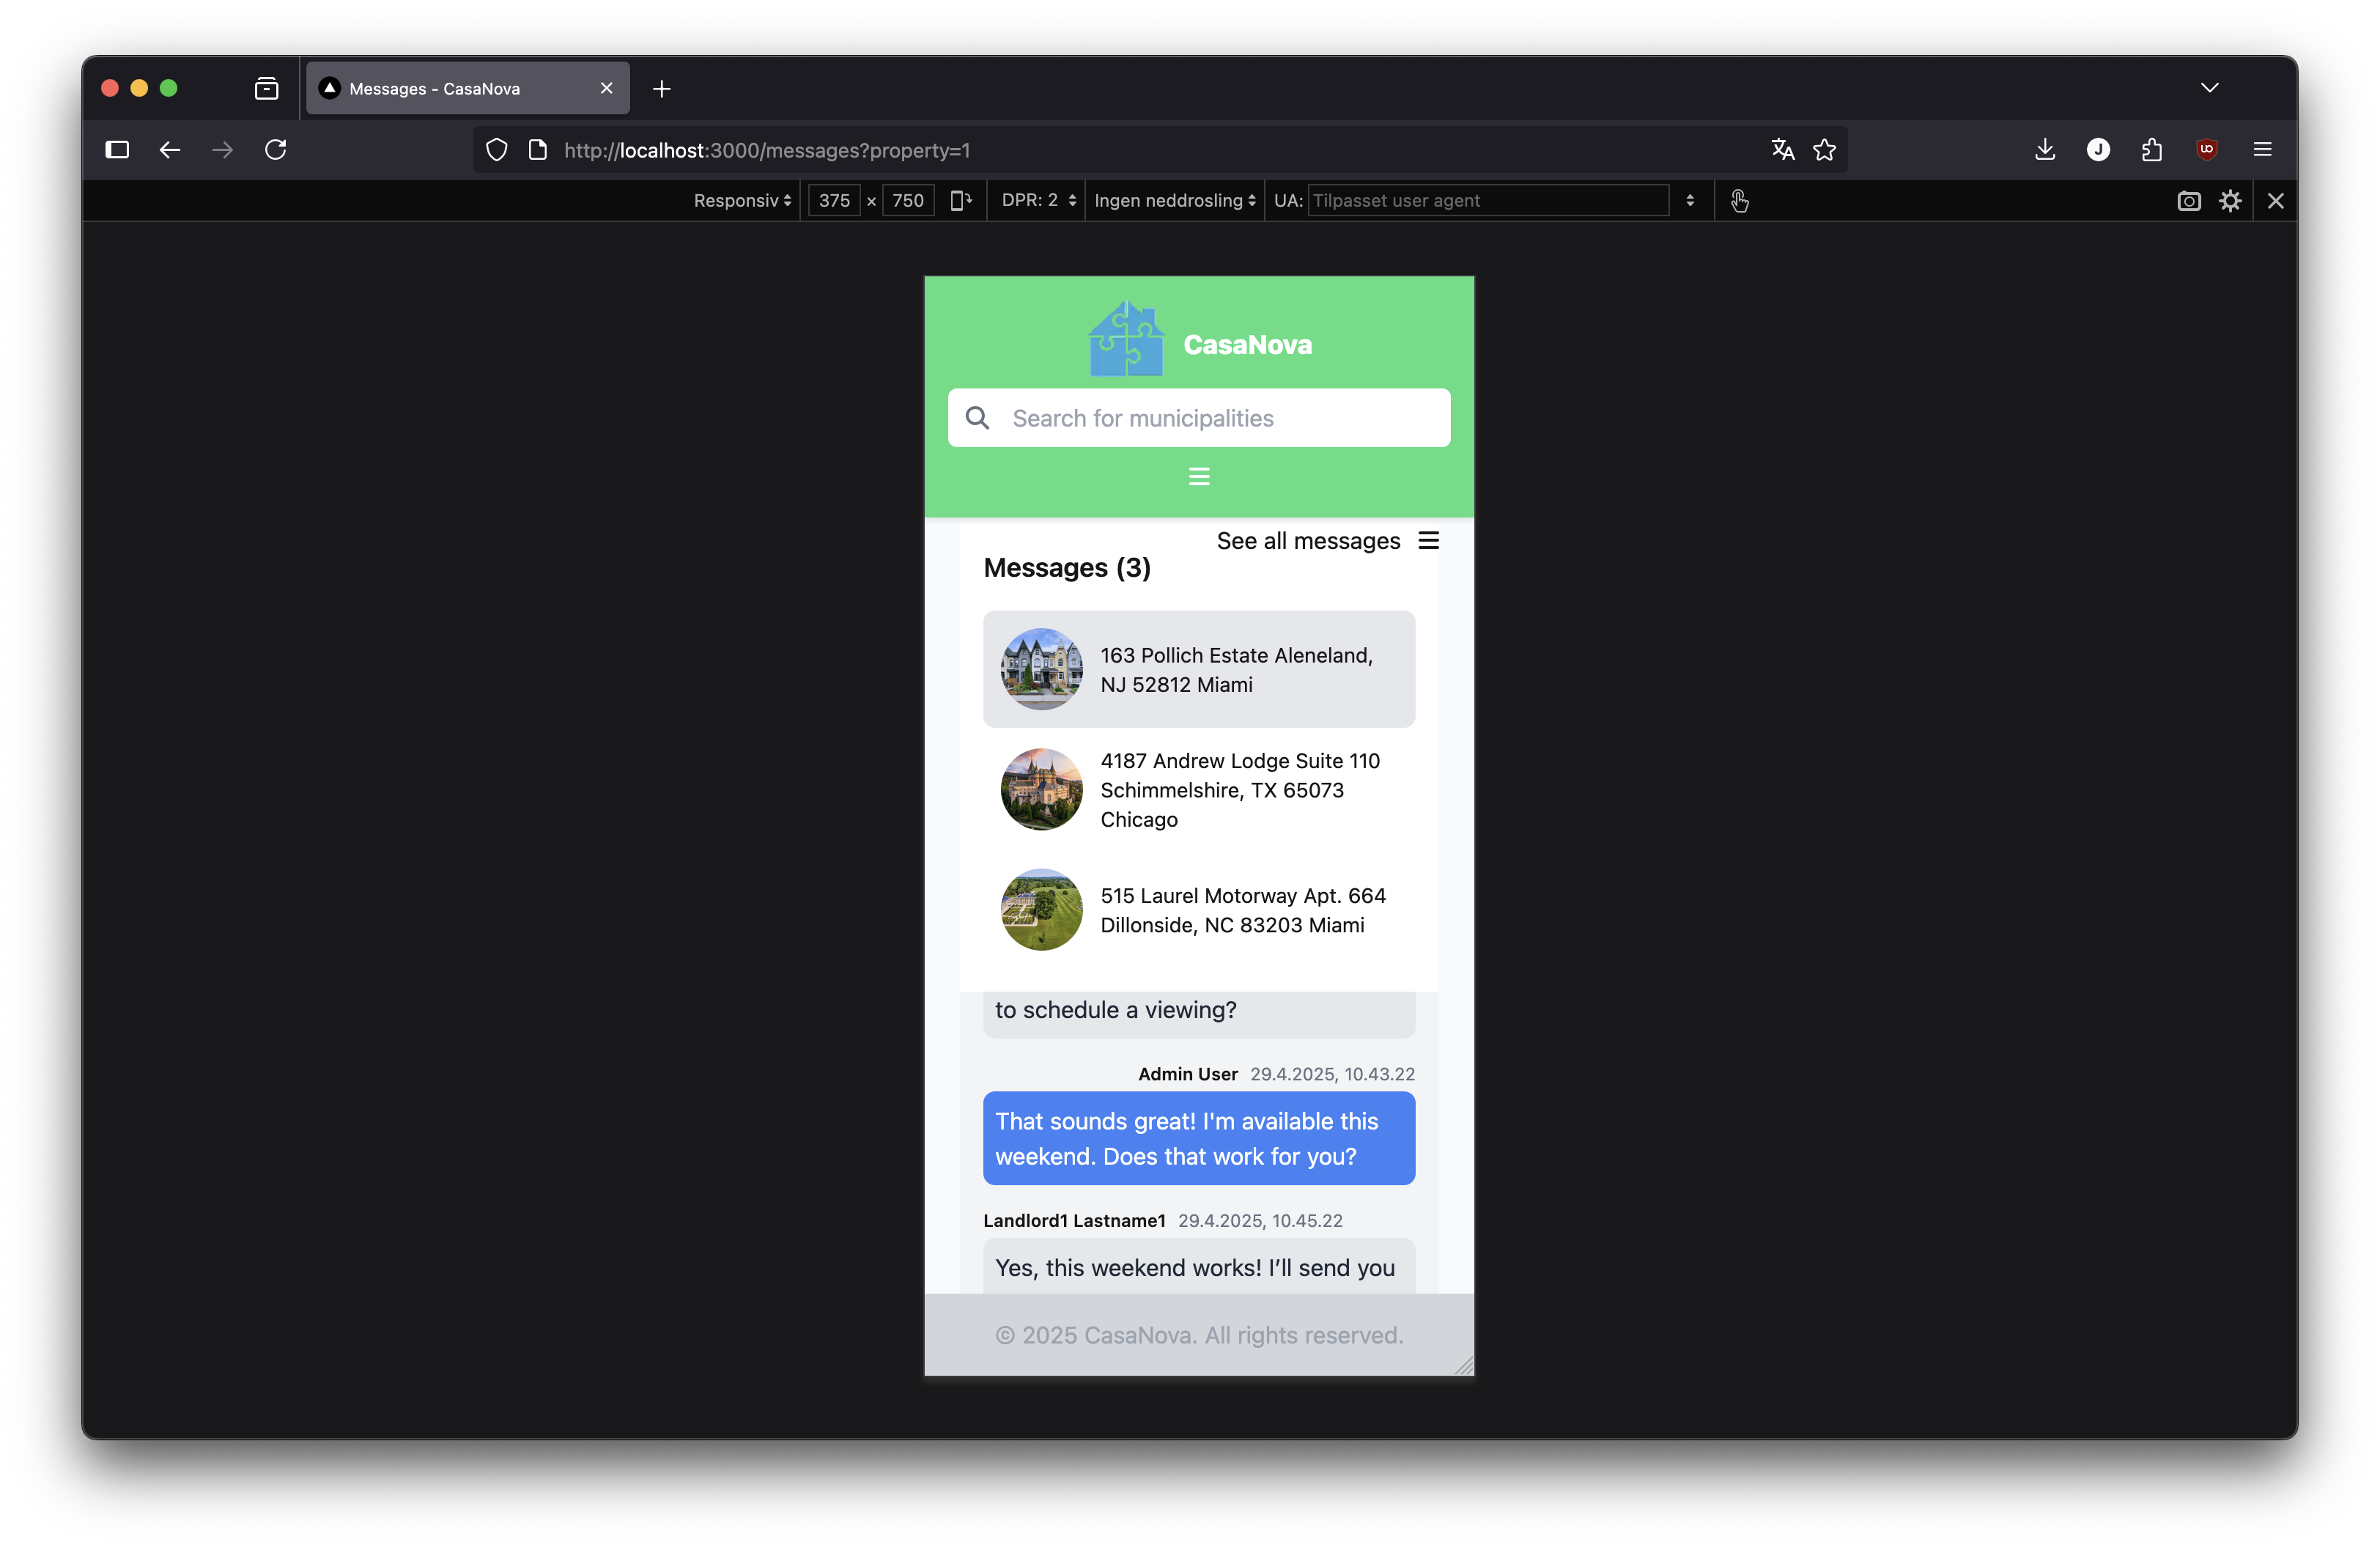 Messages - CasaNova
http://localhost:3000/messages?property=1
J
Responsiv 375 × 750 DPR: 2 Ingen neddrosling UA: Tilpasset user agent
CasaNova
Search for municipalities
See all messages
Messages (3)
163 Pollich Estate Aleneland,
NJ 52812 Miami
4187 Andrew Lodge Suite 110
Schimmelshire, TX 65073
Chicago
515 Laurel Motorway Apt. 664
Dillonside, NC 83203 Miami
to schedule a viewing?
Admin User 29.4.2025, 10.43.22
That sounds great! I'm available this
weekend. Does that work for you?
Landlord1 Lastname1 29.4.2025, 10.45.22
Yes, this weekend works! I’ll send you
© 2025 CasaNova. All rights reserved.